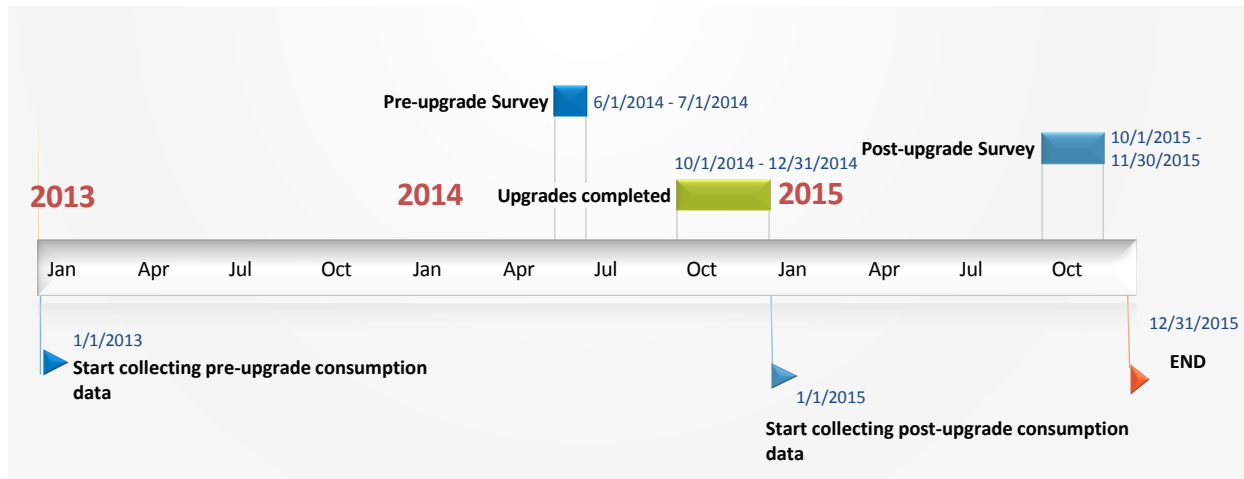 Pre-upgrade Survey
6/1/2014 - 7/1/2014
Post-upgrade Survey
10/1/2015 -
11/30/2015
10/1/2014 - 12/31/2014
2013
2014
Upgrades completed
2015
Jan Apr Jul Oct Jan Apr Jul Oct Jan Apr Jul Oct
1/1/2013
Start collecting pre-upgrade consumption
data
12/31/2015
END
1/1/2015
Start collecting post-upgrade consumption
data